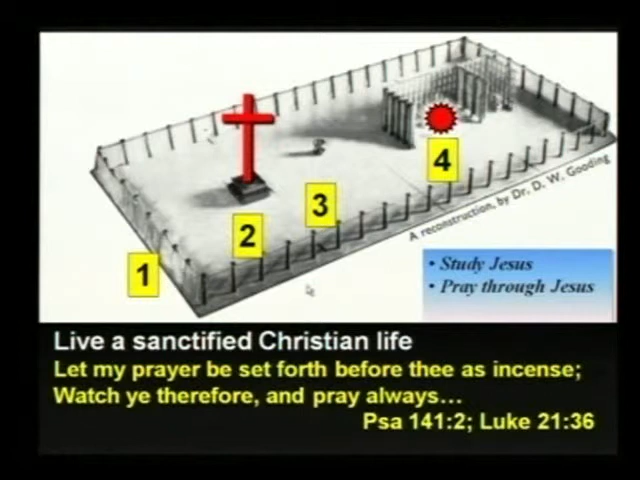 1
2
3
4
A reconstruction, by Dr. D. W. Gooding
• Study Jesus
• Pray through Jesus
Live a sanctified Christian life
Let my prayer be set forth before thee as incense;
Watch ye therefore, and pray always…
Psa 141:2; Luke 21:36